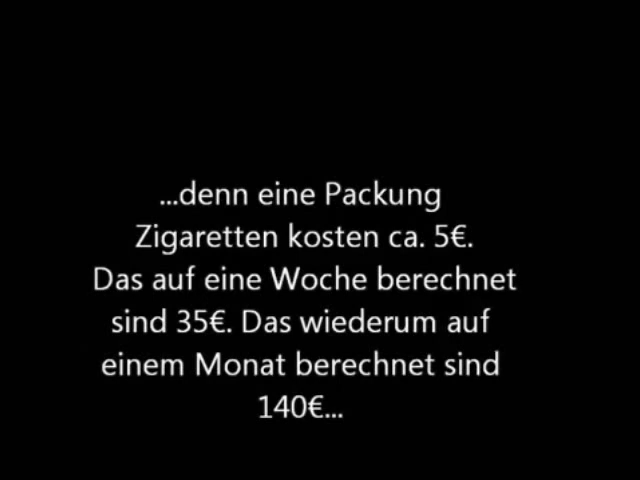 ...denn eine Packung
Zigaretten kosten ca. 5€.
Das auf eine Woche berechnet
sind 35€. Das wiederum auf
einem Monat berechnet sind
140€...